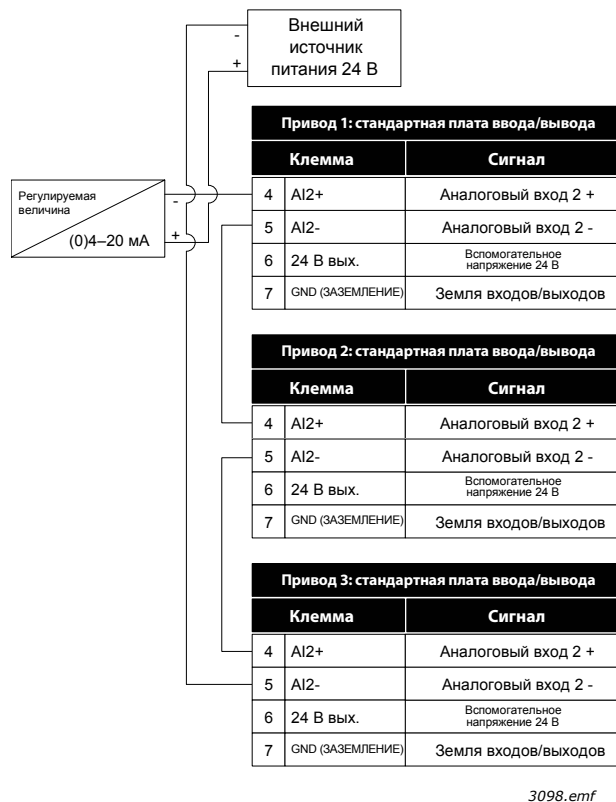 Внешний
источник
питания 24 В
-
+
Регулируемая
величина
(0)4–20 мА
-
+
Привод 1: стандартная плата ввода/вывода
Клемма Сигнал
4 AI2+ Аналоговый вход 2 +
5 AI2- Аналоговый вход 2 -
6 24 В вых. Вспомогательное
напряжение 24 В
7 GND (ЗАЗЕМЛЕНИЕ) Земля входов/выходов
Привод 2: стандартная плата ввода/вывода
Клемма Сигнал
4 AI2+ Аналоговый вход 2 +
5 AI2- Аналоговый вход 2 -
6 24 В вых. Вспомогательное
напряжение 24 В
7 GND (ЗАЗЕМЛЕНИЕ) Земля входов/выходов
Привод 3: стандартная плата ввода/вывода
Клемма Сигнал
4 AI2+ Аналоговый вход 2 +
5 AI2- Аналоговый вход 2 -
6 24 В вых. Вспомогательное
напряжение 24 В
7 GND (ЗАЗЕМЛЕНИЕ) Земля входов/выходов
3098.emf